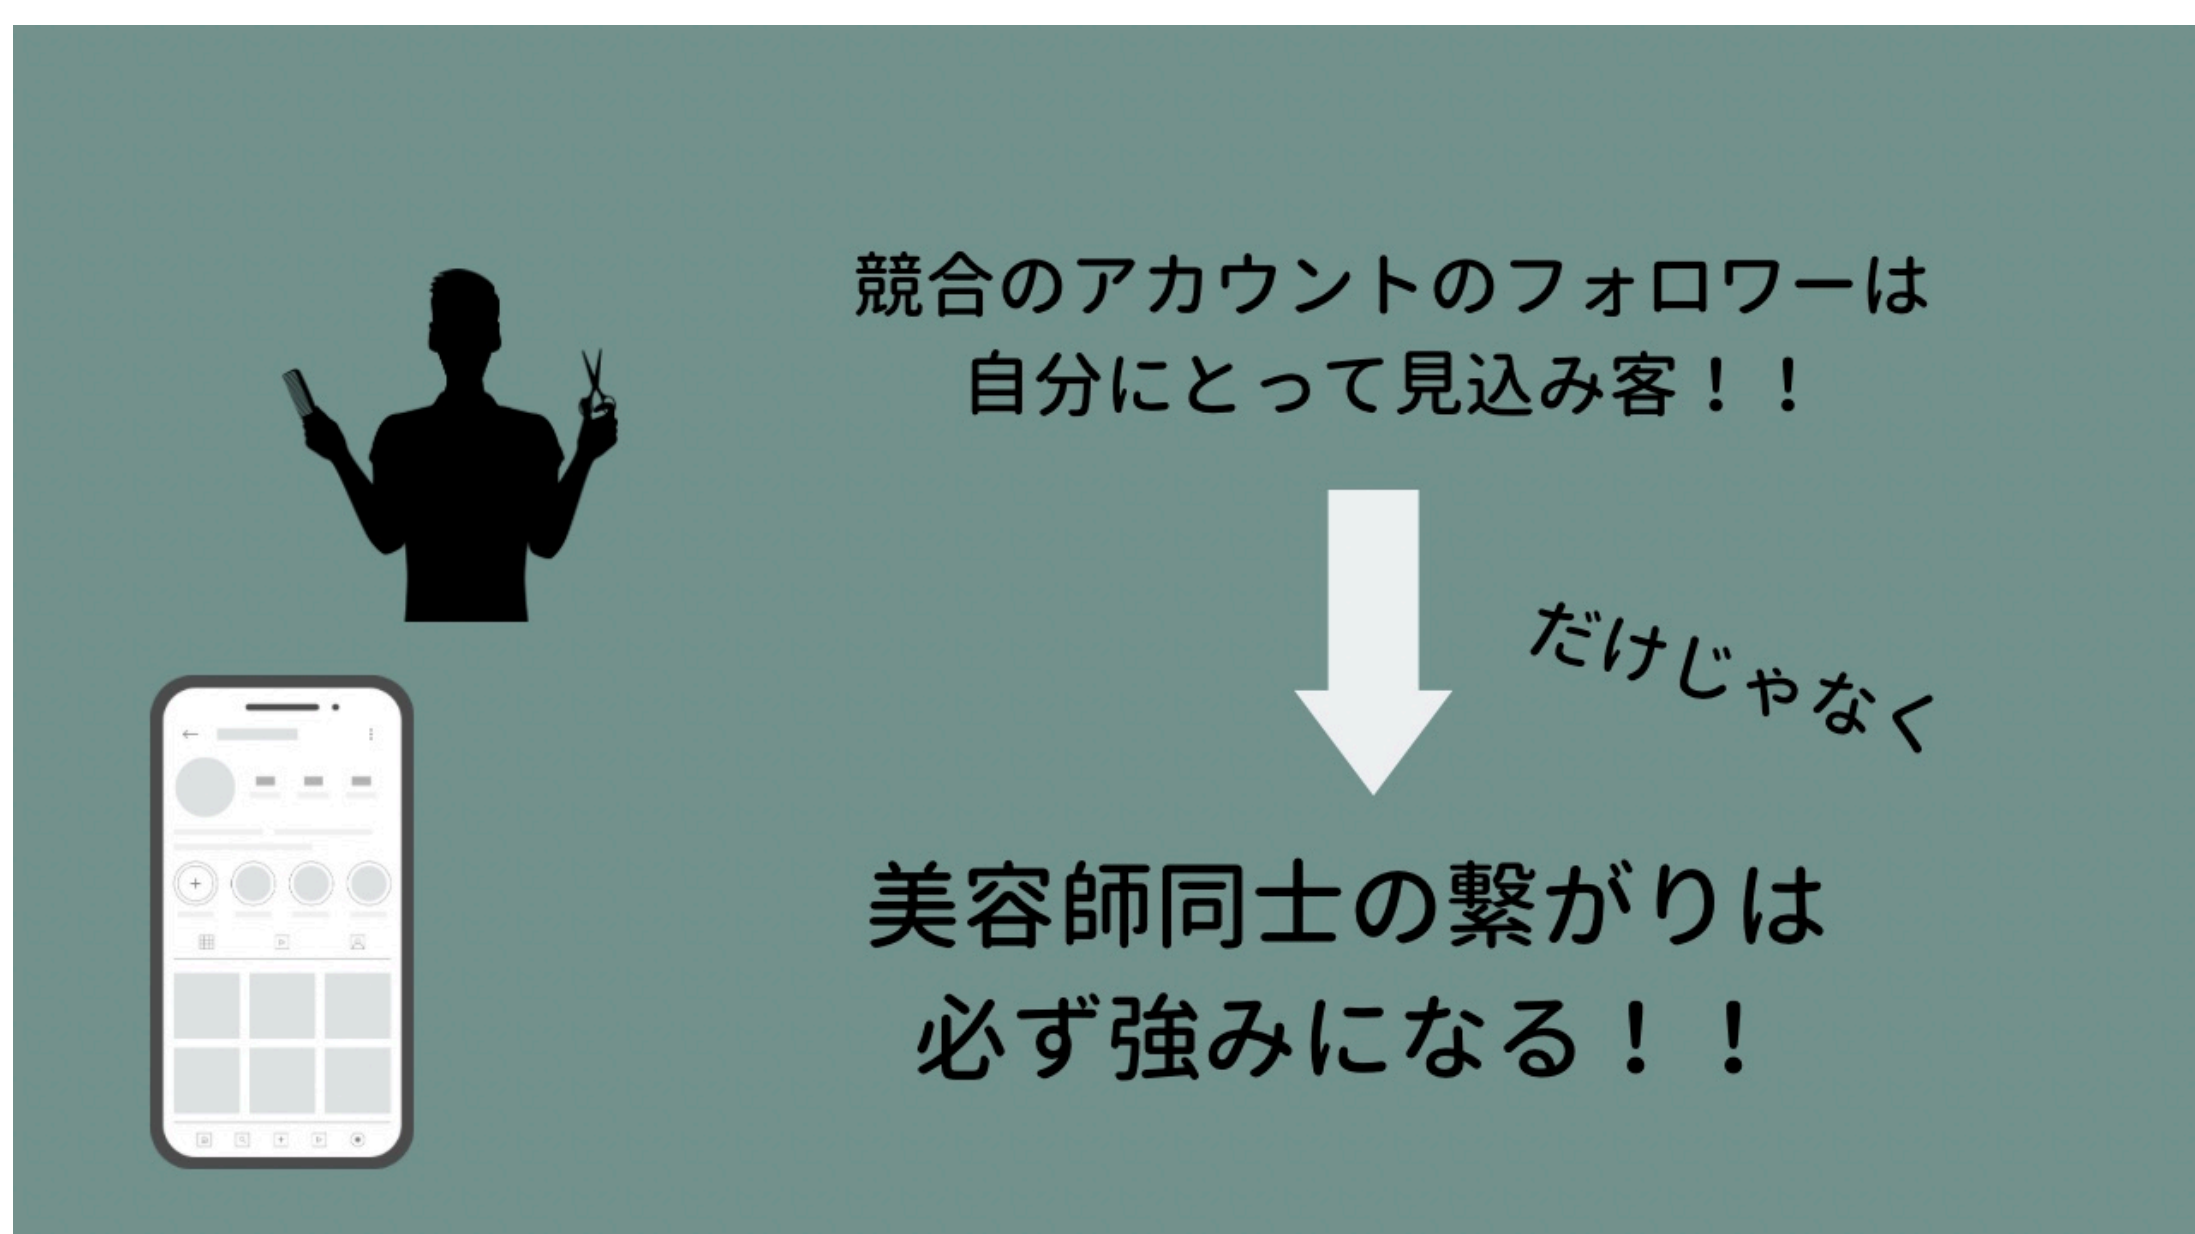 競合のアカウントのフォロワーは
自分にとって見込み客！！
だけじゃなく
美容師同士の繋がりは
必ず強みになる！！